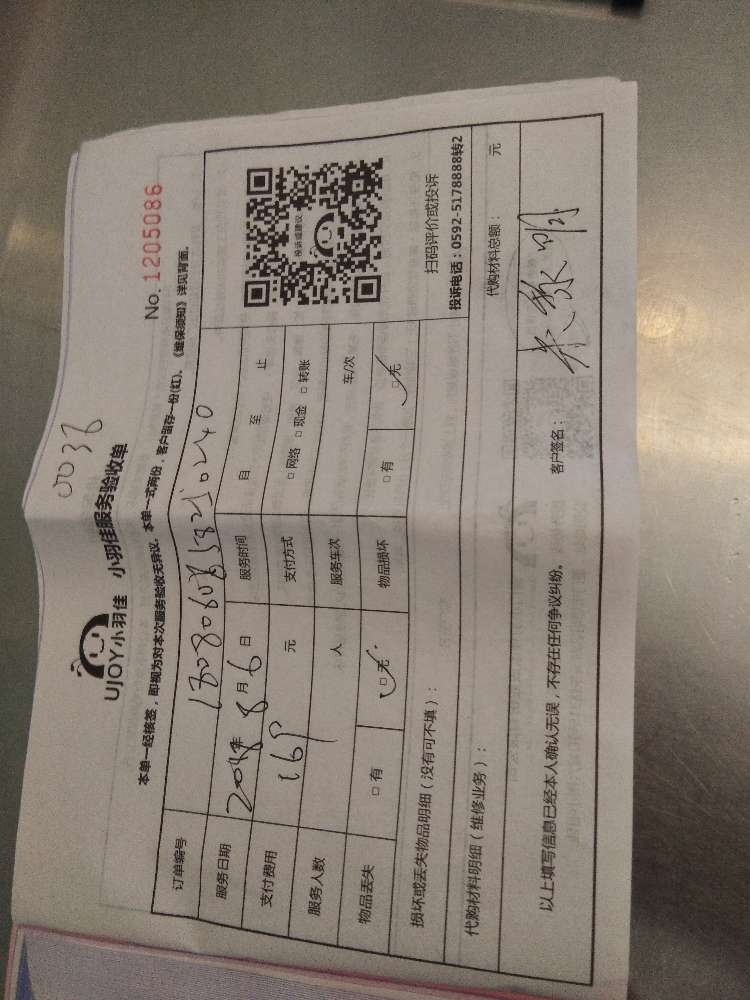 0038
UJOY小羽佳 小羽佳服务验收单
No. 1205086
本单一经核签，即视为对本次服务验收无异议，本单一式两份，客户留存一份(红)，《维保须知》详见背面。
订单编号
服务日期 2018年 8月 6日 服务时间 自 至 止
支付费用 169 元 支付方式 □ 网络 □ 现金 □ 转账
服务人数 1 人 服务车次 车/次
物品丢失 □ 有 □ 无 ✓ 物品损坏 □ 有 □ 无 ✓
投诉或建议
扫码评价或投诉
投诉电话：0592-5178888转2
损坏或丢失物品明细（没有可不填）：
代购材料明细（维修业务）： 代购材料总额： 元
以上填写信息已经本人确认无误，不存在任何争议纠纷。 客户签名： 黎明